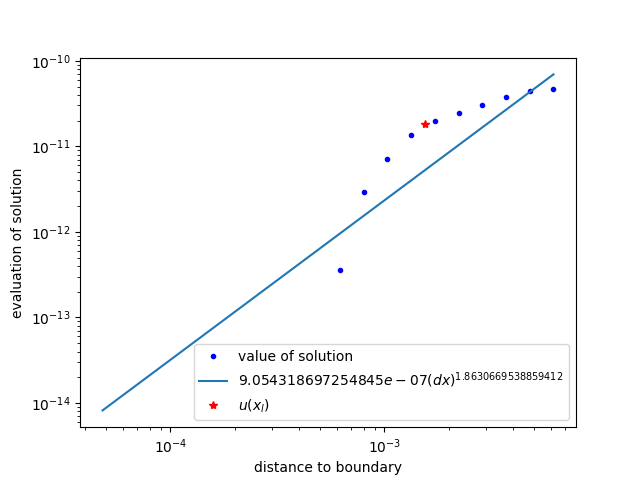 10^{-10}
10^{-11}
10^{-12}
10^{-13}
10^{-14}
evaluation of solution
value of solution
9.054318697254845e − 07(dx)^{1.8630669538859412}
u(x_l)
10^{-4}
10^{-3}
distance to boundary